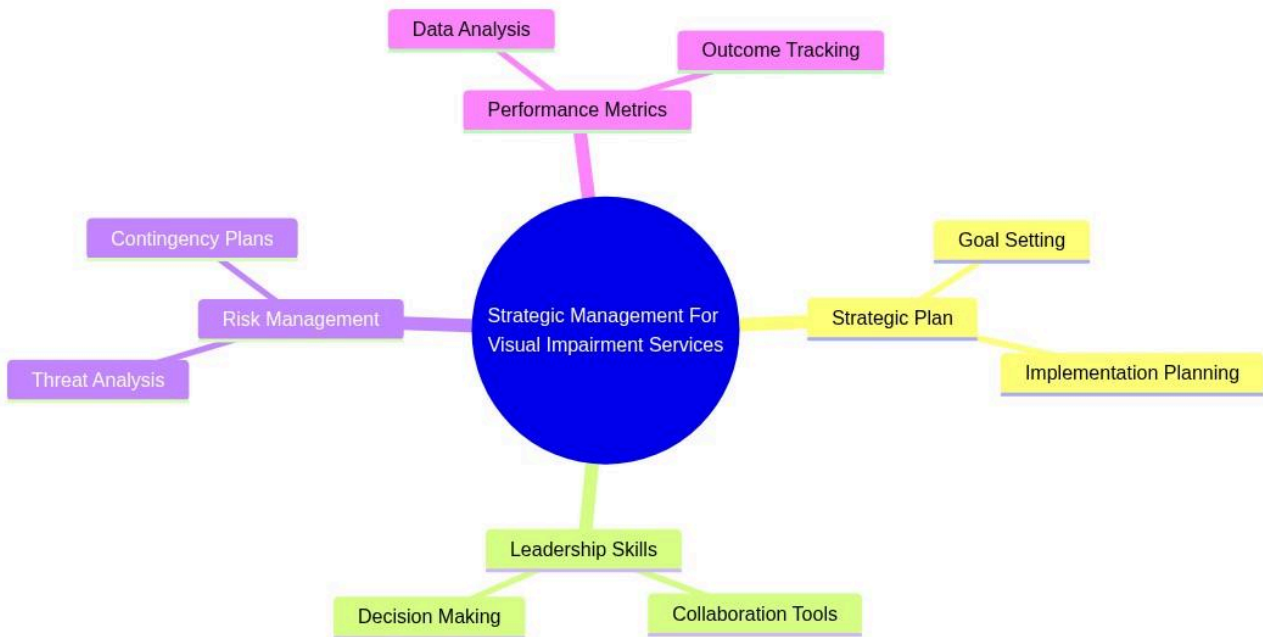 Data Analysis
Outcome Tracking
Performance Metrics
Contingency Plans
Goal Setting
Risk Management
Strategic Management For
Visual Impairment Services
Strategic Plan
Threat Analysis
Implementation Planning
Leadership Skills
Decision Making
Collaboration Tools